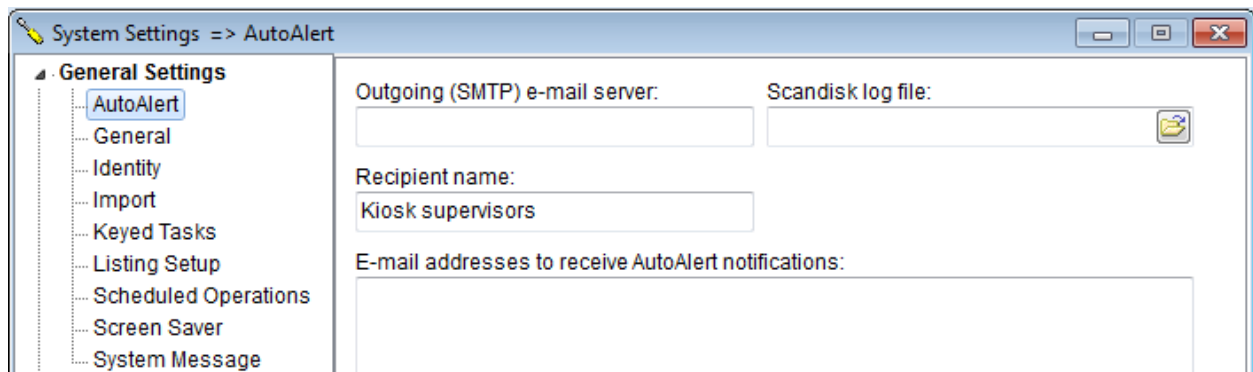 System Settings => AutoAlert
General Settings
AutoAlert
General
Identity
Import
Keyed Tasks
Listing Setup
Scheduled Operations
Screen Saver
System Message
Outgoing (SMTP) e-mail server:
Scandisk log file:
Recipient name:
Kiosk supervisors
E-mail addresses to receive AutoAlert notifications: